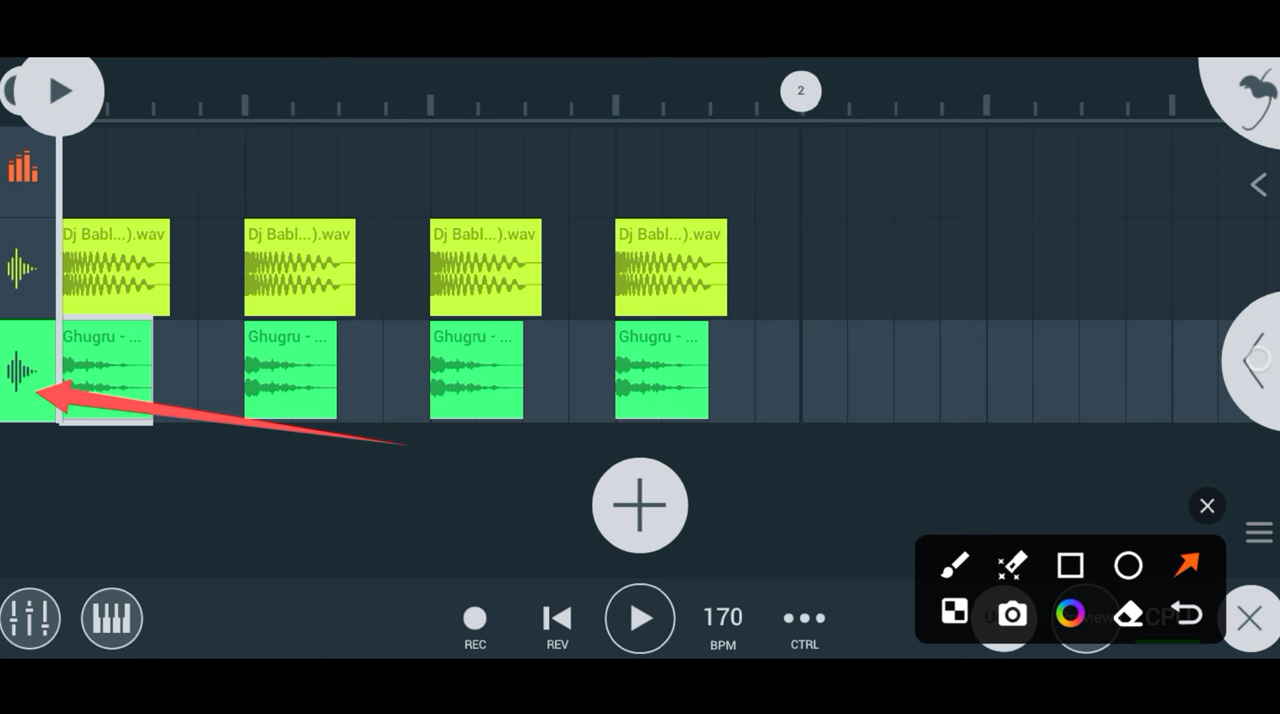 2
Dj Babl...).wav
Dj Babl...).wav
Dj Babl...).wav
Dj Babl...).wav
Ghugru - ...
Ghugru - ...
Ghugru - ...
Ghugru - ...
170
REC
REV
BPM
CTRL
CPU